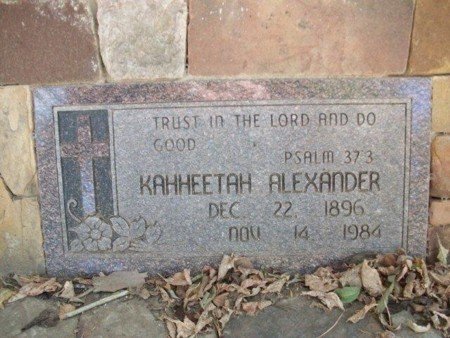 TRUST IN THE LORD AND DO
GOOD
PSALM 37:3
KAHHEETAH ALEXANDER
DEC. 22, 1896
NOV. 14, 1984